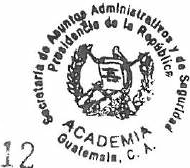 Secretaría de Asuntos Administrativos y de Seguridad
Presidencia de la República
ACADEMIA
Guatemala, C. A.
12